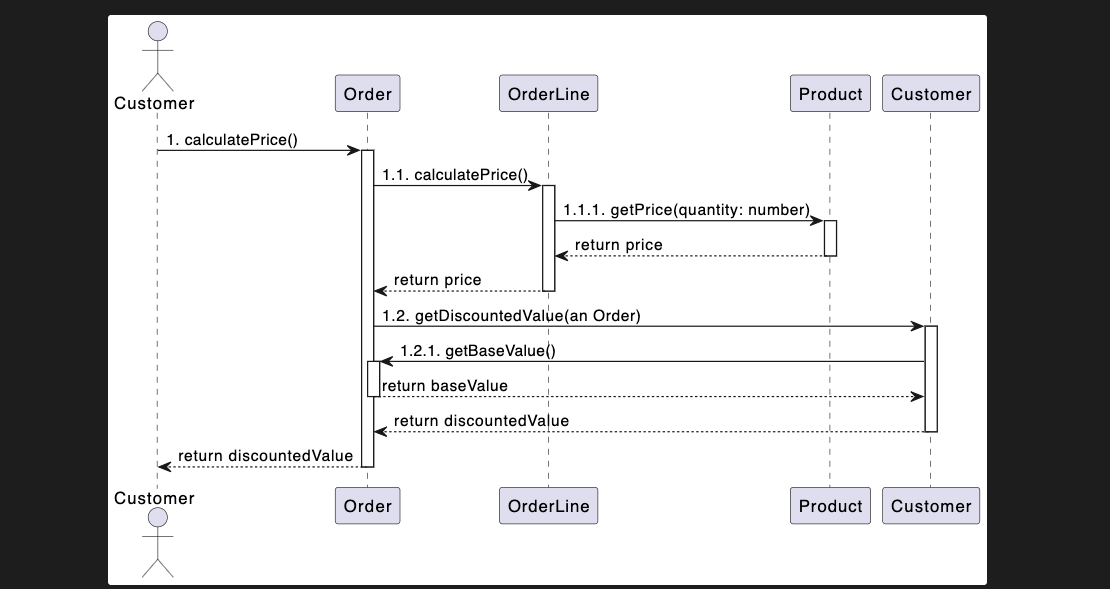 Customer
Order
OrderLine
Product
Customer
1. calculatePrice()
1.1. calculatePrice()
1.1.1. getPrice(quantity: number)
return price
return price
1.2. getDiscountedValue(an Order)
1.2.1. getBaseValue()
return baseValue
return discountedValue
return discountedValue
Customer
Order
OrderLine
Product
Customer